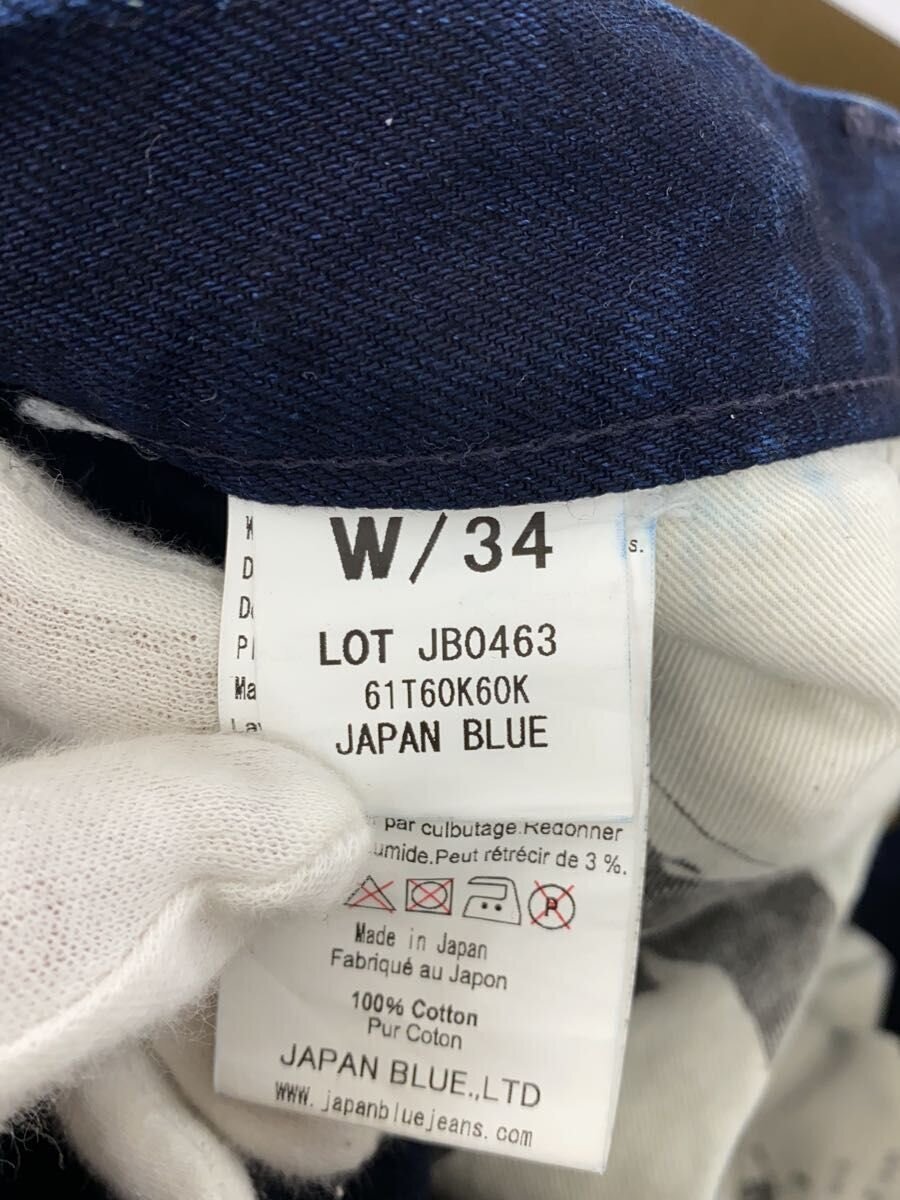 W/34
LOT JB0463
61T60K60K
JAPAN BLUE
s.
par culbutage.Redonner
Peut rétrécir de 3 %.
P
Made in Japan
Fabriqué au Japon
100% Cotton
Pur Coton
JAPAN BLUE.,LTD
www.japanbluejeans.com